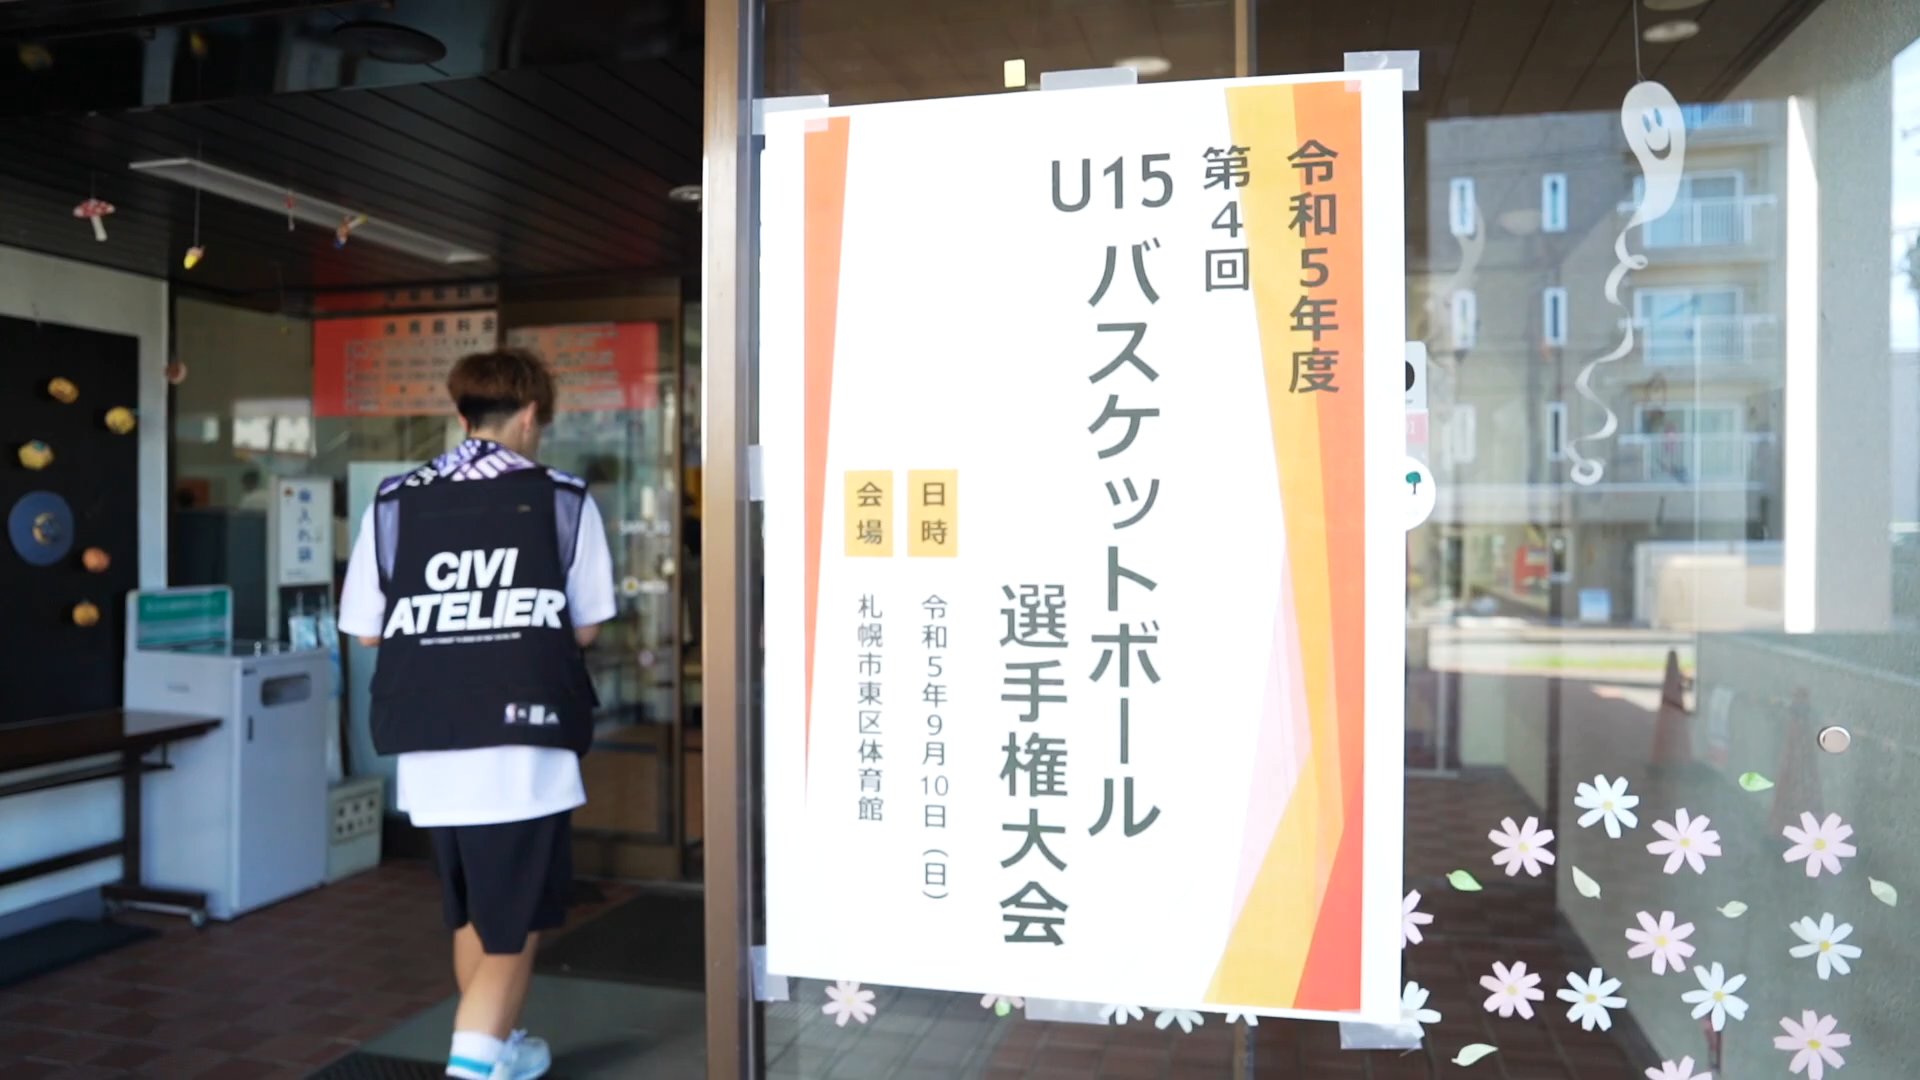 令和5年度
第4回
U15 バスケットボール
選手権大会
日時 令和5年9月10日(日)
会場 札幌市東区体育館
CIVI
ATELIER